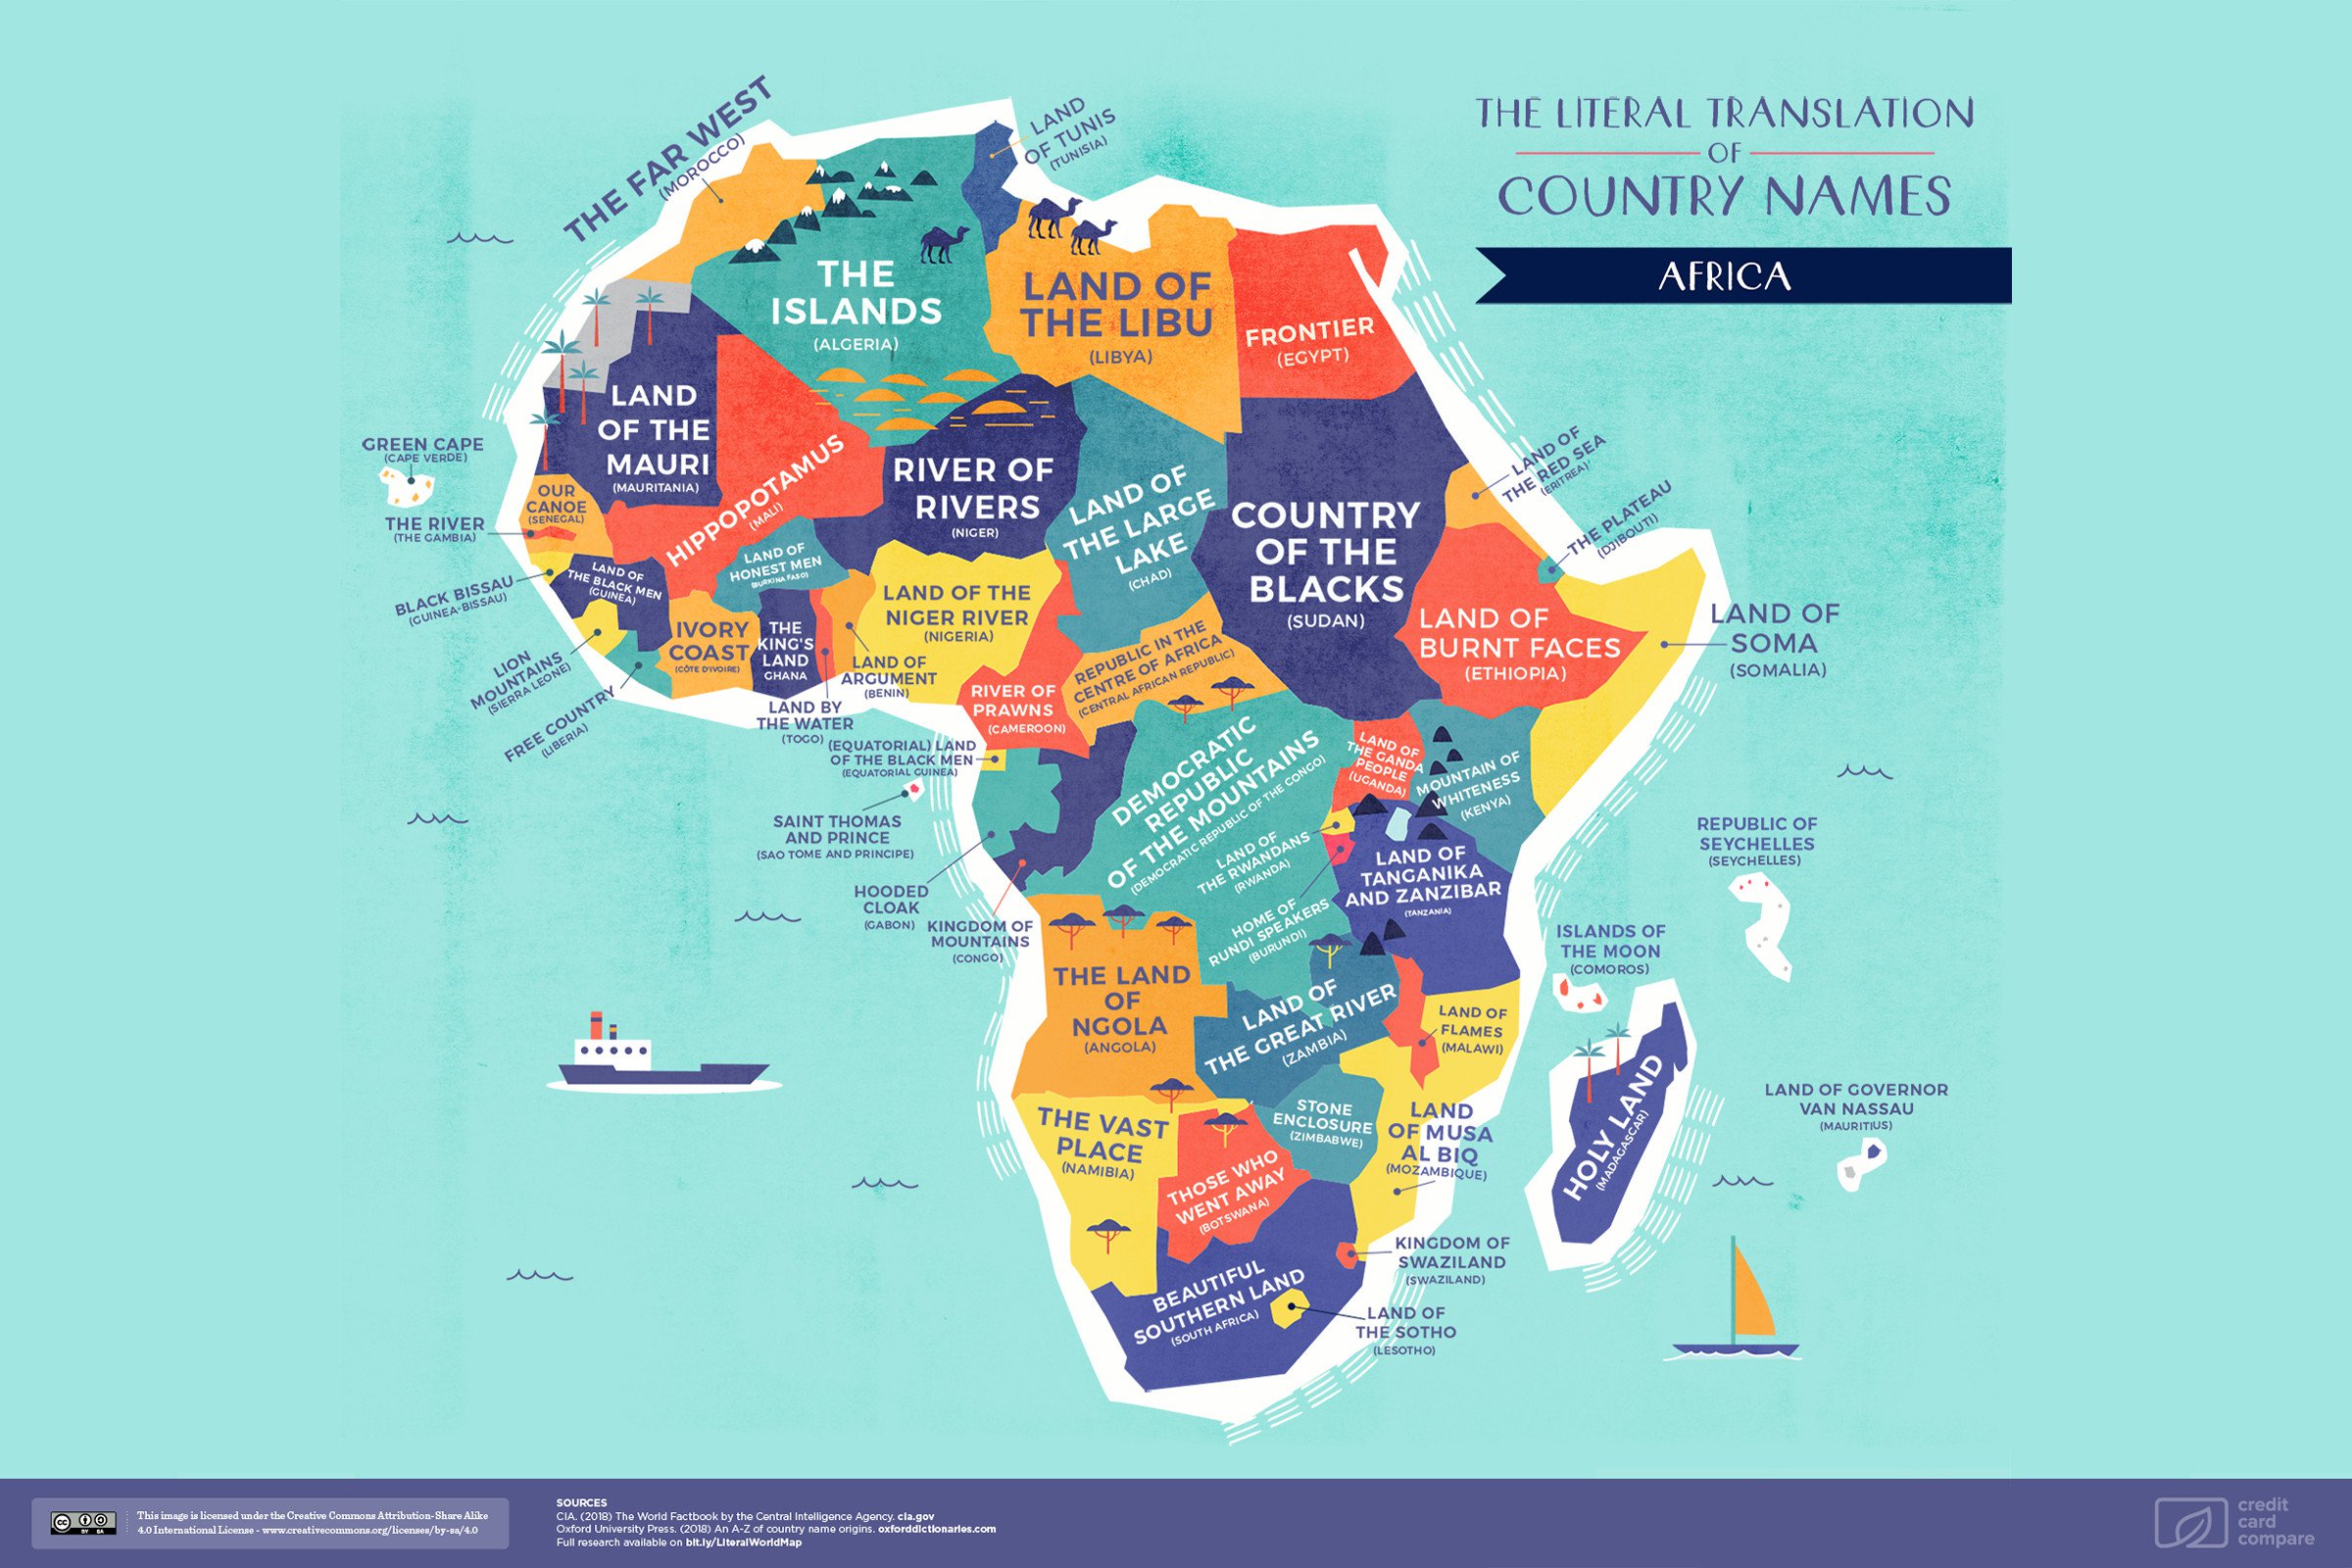 THE LITERAL TRANSLATION
OF
COUNTRY NAMES
AFRICA
THE FAR WEST
(MOROCCO)
LAND
OF TUNIS
(TUNISIA)
THE
ISLANDS
(ALGERIA)
LAND OF
THE LIBU
(LIBYA)
FRONTIER
(EGYPT)
LAND
OF THE
MAURI
(MAURITANIA)
HIPPOPOTAMUS
(MALI)
RIVER OF
RIVERS
(NIGER)
LAND OF
THE LARGE
LAKE
(CHAD)
COUNTRY
OF THE
BLACKS
(SUDAN)
LAND OF
THE RED SEA
(ERITREA)
THE PLATEAU
(DJIBOUTI)
GREEN CAPE
(CAPE VERDE)
OUR
CANOE
(SENEGAL)
THE RIVER
(THE GAMBIA)
BLACK BISSAU
(GUINEA-BISSAU)
LAND OF
THE BLACK MEN
(GUINEA)
LAND OF
HONEST MEN
(BURKINA FASO)
LION
MOUNTAINS
(SIERRA LEONE)
FREE COUNTRY
(LIBERIA)
IVORY
COAST
(CÔTE D'IVOIRE)
THE
KING'S
LAND
GHANA
LAND BY
THE WATER
(TOGO)
LAND OF
ARGUMENT
(BENIN)
LAND OF THE
NIGER RIVER
(NIGERIA)
RIVER OF
PRAWNS
(CAMEROON)
REPUBLIC IN THE
CENTRE OF AFRICA
(CENTRAL AFRICAN REPUBLIC)
LAND OF
BURNT FACES
(ETHIOPIA)
LAND OF
SOMA
(SOMALIA)
(EQUATORIAL) LAND
OF THE BLACK MEN
(EQUATORIAL GUINEA)
SAINT THOMAS
AND PRINCE
(SAO TOME AND PRINCIPE)
HOODED
CLOAK
(GABON)
KINGDOM OF
MOUNTAINS
(CONGO)
DEMOCRATIC
REPUBLIC
OF THE MOUNTAINS
(DEMOCRATIC REPUBLIC OF THE CONGO)
LAND OF
THE GANDA
PEOPLE
(UGANDA)
MOUNTAIN OF
WHITENESS
(KENYA)
LAND OF
THE RWANDANS
(RWANDA)
HOME OF
RUNDI SPEAKERS
(BURUNDI)
LAND OF
TANGANIKA
AND ZANZIBAR
(TANZANIA)
REPUBLIC OF
SEYCHELLES
(SEYCHELLES)
ISLANDS OF
THE MOON
(COMOROS)
THE LAND
OF
NGOLA
(ANGOLA)
LAND OF
THE GREAT RIVER
(ZAMBIA)
LAND OF
FLAMES
(MALAWI)
THE VAST
PLACE
(NAMIBIA)
STONE
ENCLOSURE
(ZIMBABWE)
LAND
OF MUSA
AL BIQ
(MOZAMBIQUE)
THOSE WHO
WENT AWAY
(BOTSWANA)
HOLY LAND
(MADAGASCAR)
LAND OF GOVERNOR
VAN NASSAU
(MAURITIUS)
KINGDOM OF
SWAZILAND
(SWAZILAND)
BEAUTIFUL
SOUTHERN LAND
(SOUTH AFRICA)
LAND OF
THE SOTHO
(LESOTHO)
cc BY SA
This image is licensed under the Creative Commons Attribution-Share Alike
4.0 International License - www.creativecommons.org/licenses/by-sa/4.0
SOURCES
CIA. (2018) The World Factbook by the Central Intelligence Agency. cia.gov
Oxford University Press. (2018) An A-Z of country name origins. oxforddictionaries.com
Full research available on bit.ly/LiteralWorldMap
credit
card
compare